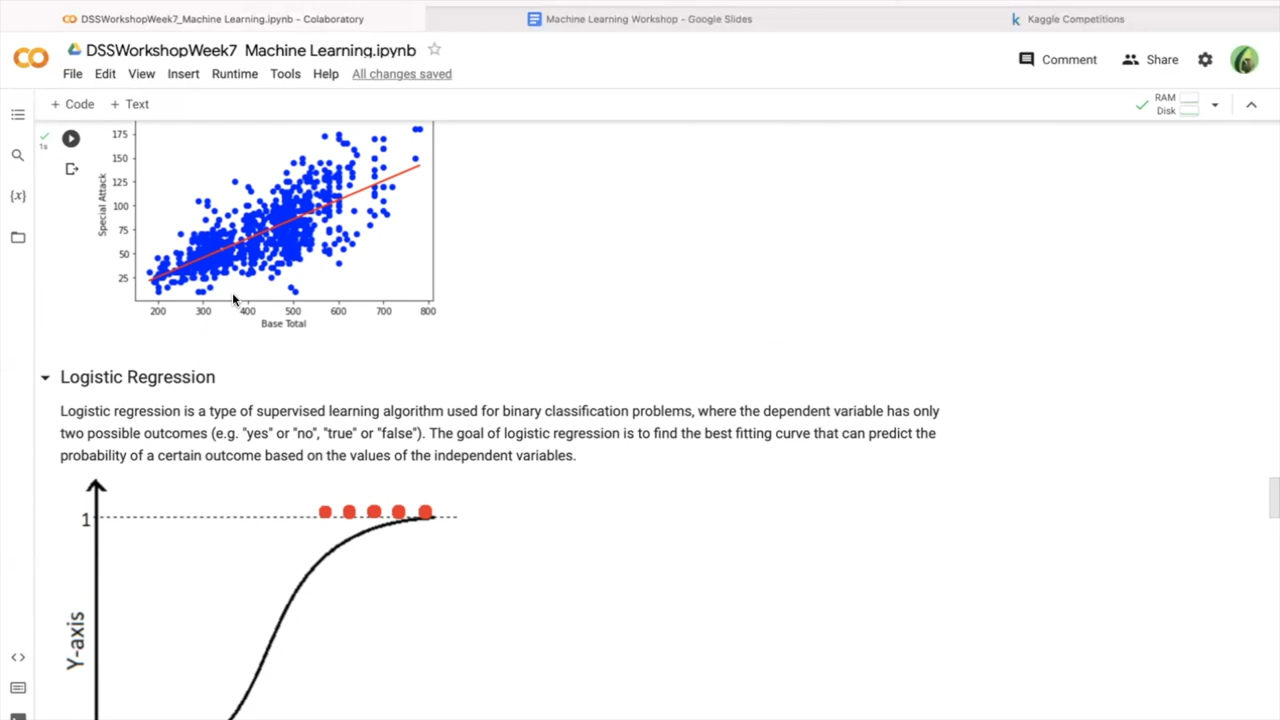 DSSWorkshopWeek7_Machine Learning.ipynb - Colaboratory
Machine Learning Workshop - Google Slides
Kaggle Competitions
DSSWorkshopWeek7 Machine Learning.ipynb
Comment
Share
File Edit View Insert Runtime Tools Help All changes saved
+ Code + Text
RAM
Disk
1s
{x}
175
150
125
100
75
50
25
Special Attack
200 300 400 500 600 700 800
Base Total
Logistic Regression
Logistic regression is a type of supervised learning algorithm used for binary classification problems, where the dependent variable has only
two possible outcomes (e.g. "yes" or "no", "true" or "false"). The goal of logistic regression is to find the best fitting curve that can predict the
probability of a certain outcome based on the values of the independent variables.
1
Y-axis